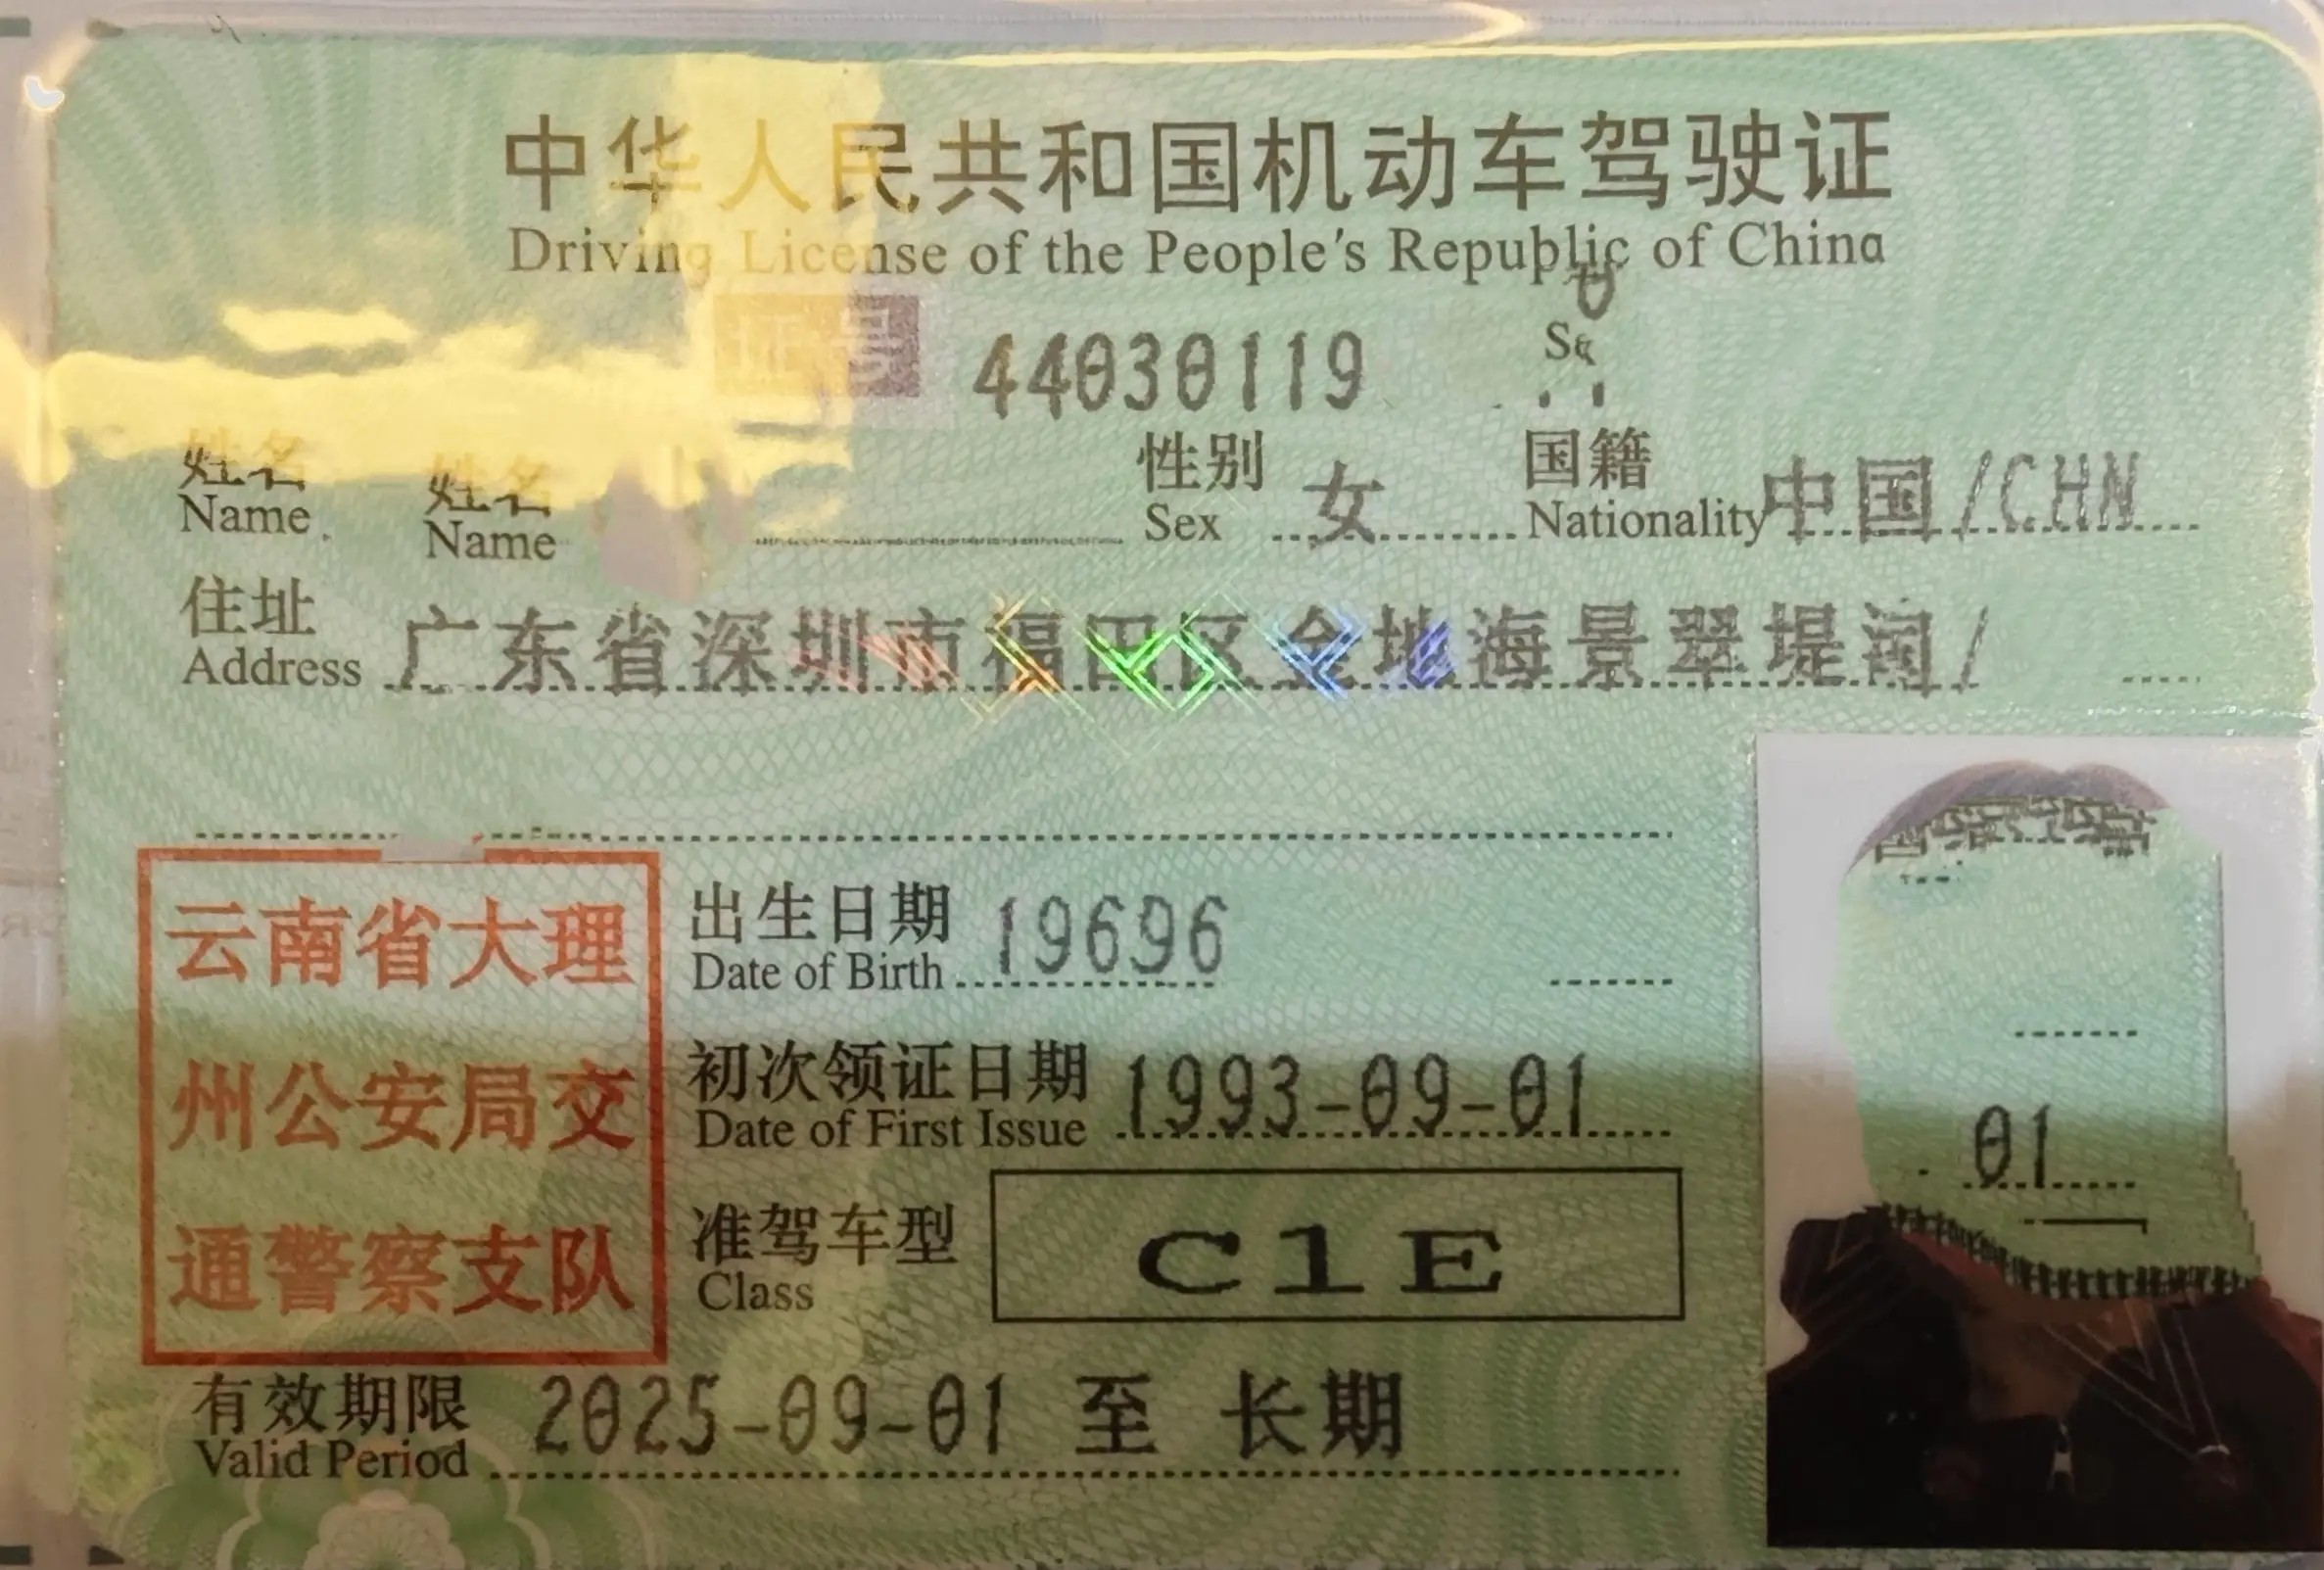 中华人民共和国机动车驾驶证
Driving License of the People's Republic of China
证号 44030119
姓名 姓名 性别 女 国籍 中国/CHN
Name Name Sex Nationality
住址 广东省深圳市福田区金地海景翠堤湾/
Address
云南省大理
州公安局交
通警察支队
出生日期 19696
Date of Birth
初次领证日期 1993-09-01
Date of First Issue
01
准驾车型 C1E
Class
有效期限 2025-09-01 至 长期
Valid Period